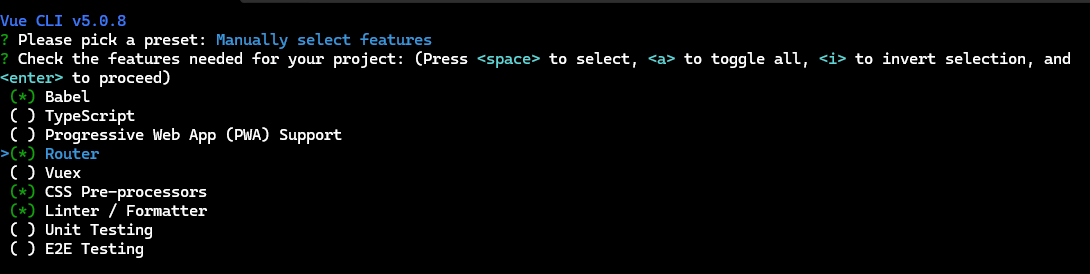 Vue CLI v5.0.8
? Please pick a preset: Manually select features
? Check the features needed for your project: (Press <space> to select, <a> to toggle all, <i> to invert selection, and
<enter> to proceed)
(*) Babel
( ) TypeScript
( ) Progressive Web App (PWA) Support
>(*) Router
( ) Vuex
(*) CSS Pre-processors
(*) Linter / Formatter
( ) Unit Testing
( ) E2E Testing